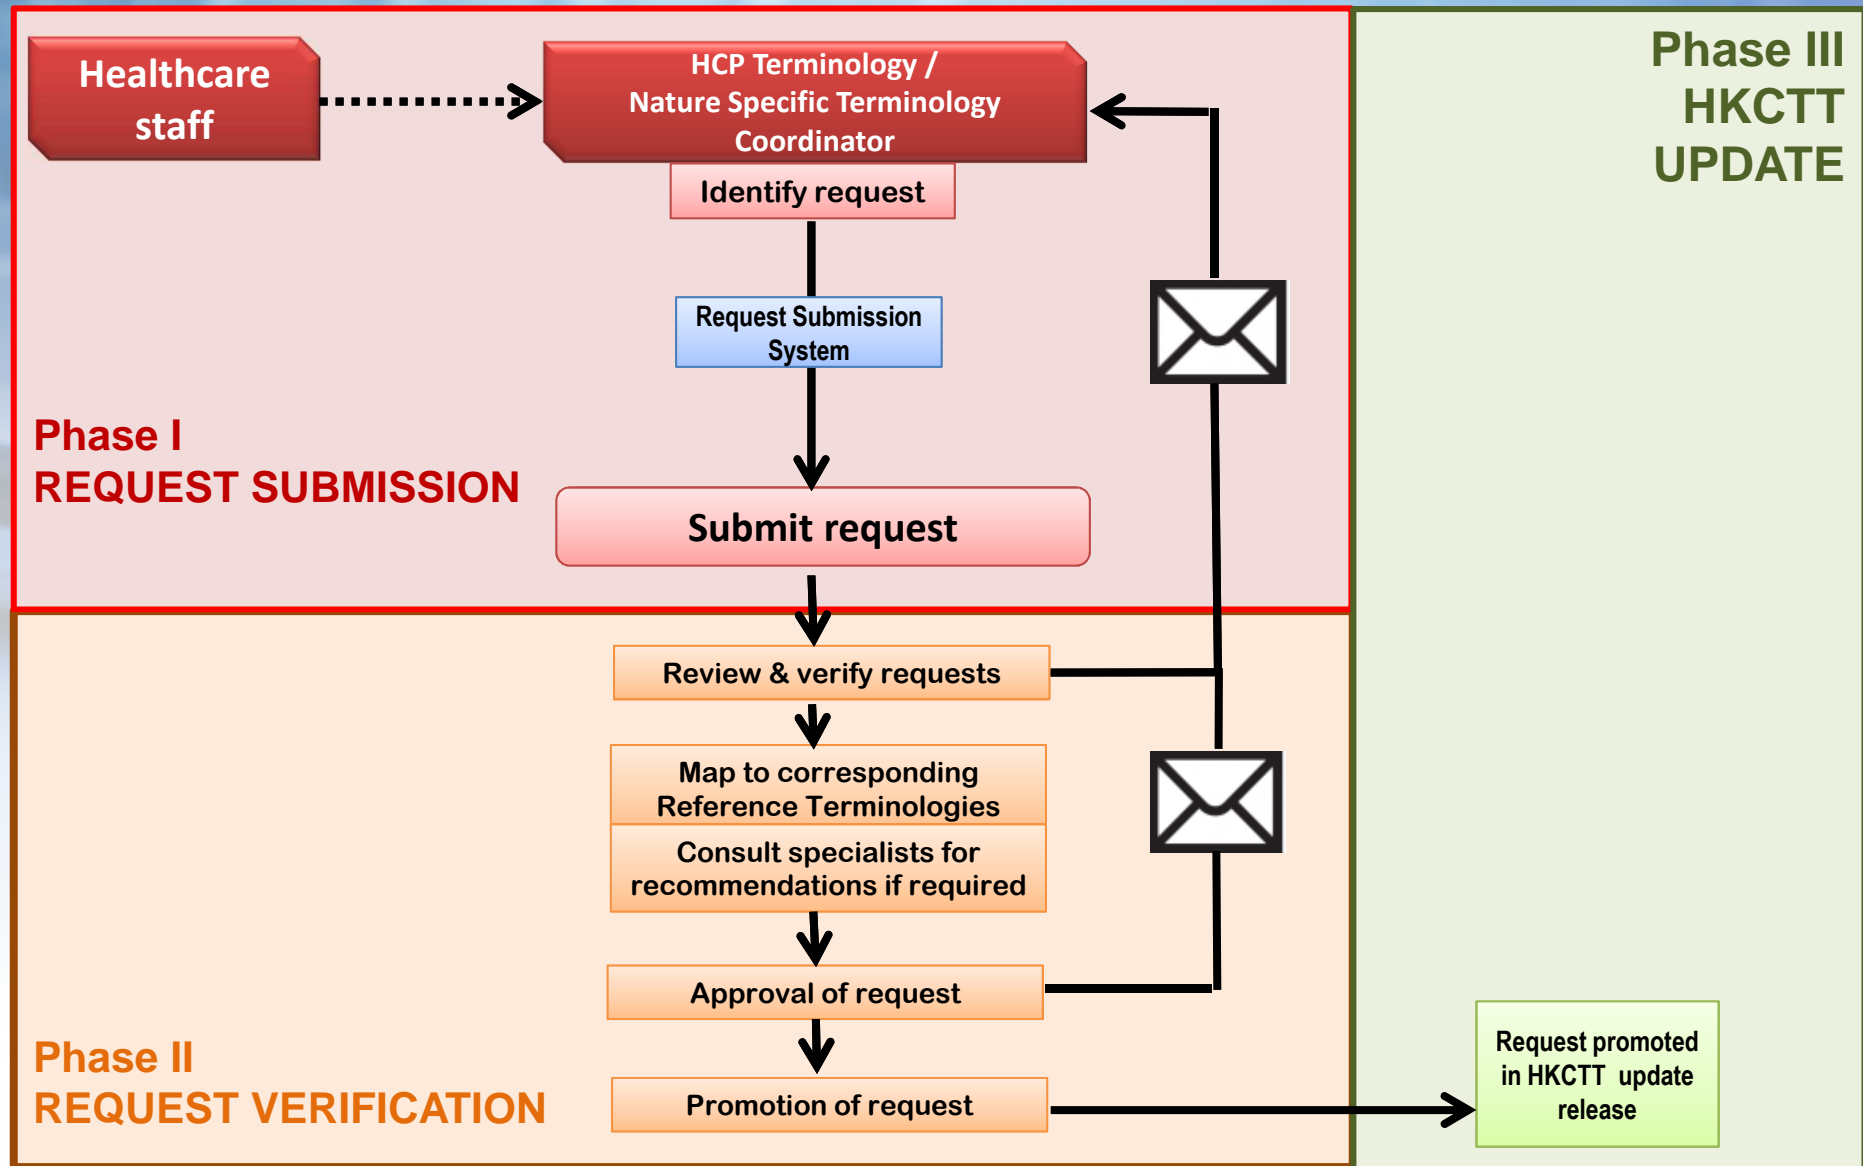 Healthcare
staff
HCP Terminology /
Nature Specific Terminology
Coordinator
Identify request
Request Submission
System
Phase I
REQUEST SUBMISSION
Submit request
Phase III
HKCTT
UPDATE
Review & verify requests
Map to corresponding
Reference Terminologies
Consult specialists for
recommendations if required
Approval of request
Phase II
REQUEST VERIFICATION
Promotion of request
Request promoted
in HKCTT update
release